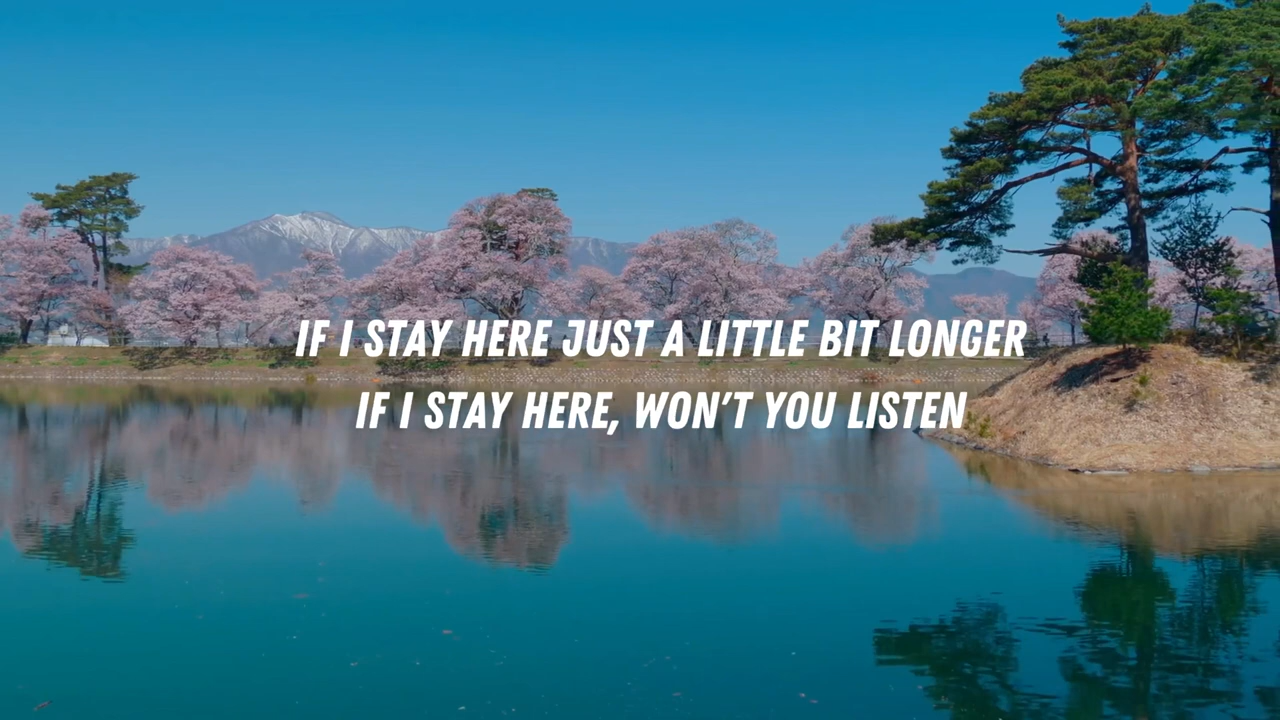 IF I STAY HERE JUST A LITTLE BIT LONGER
IF I STAY HERE, WON'T YOU LISTEN